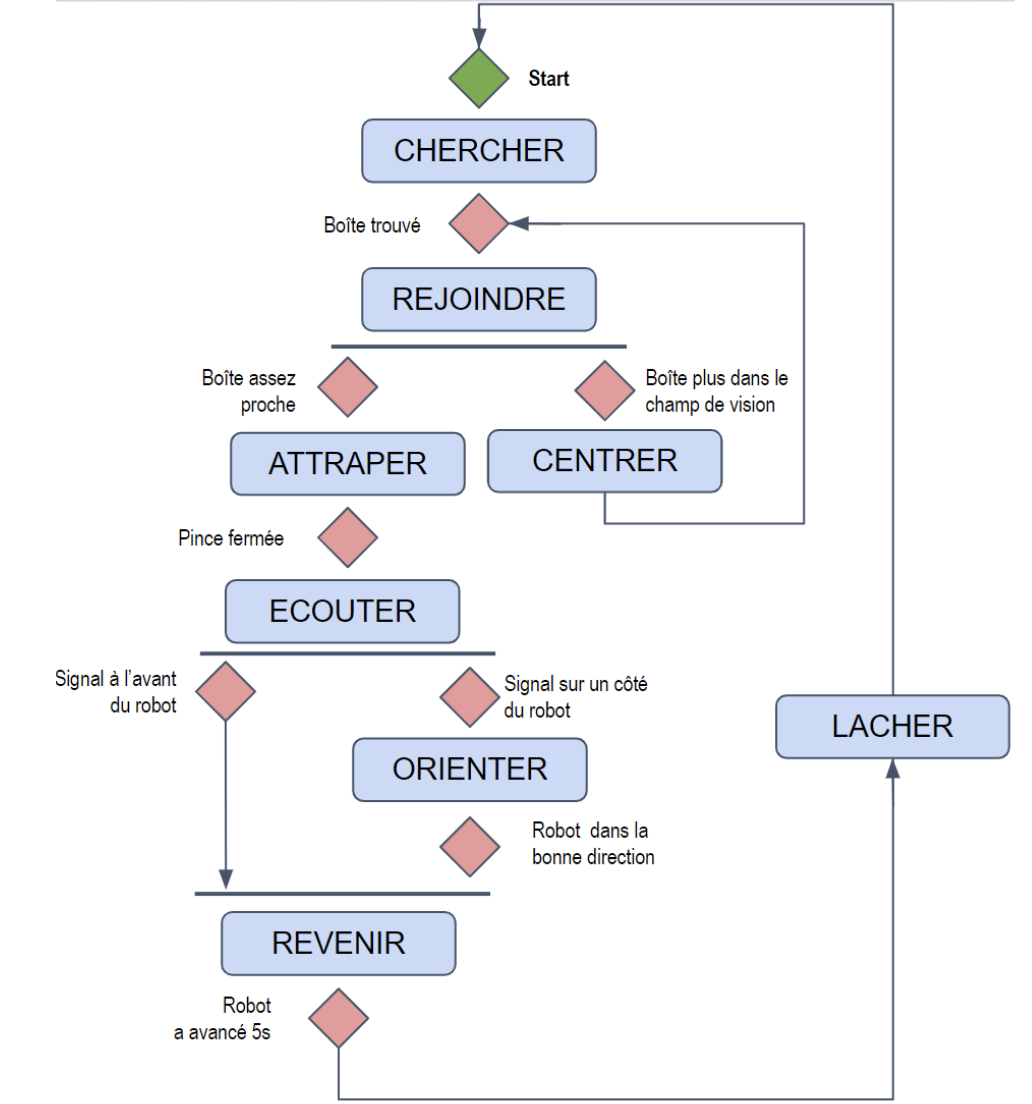 Start
CHERCHER
Boîte trouvé
REJOINDRE
Boîte assez
proche
Boîte plus dans le
champ de vision
ATTRAPER
CENTRER
Pince fermée
ECOUTER
Signal à l'avant
du robot
Signal sur un côté
du robot
LACHER
ORIENTER
Robot dans la
bonne direction
REVENIR
Robot
a avancé 5s